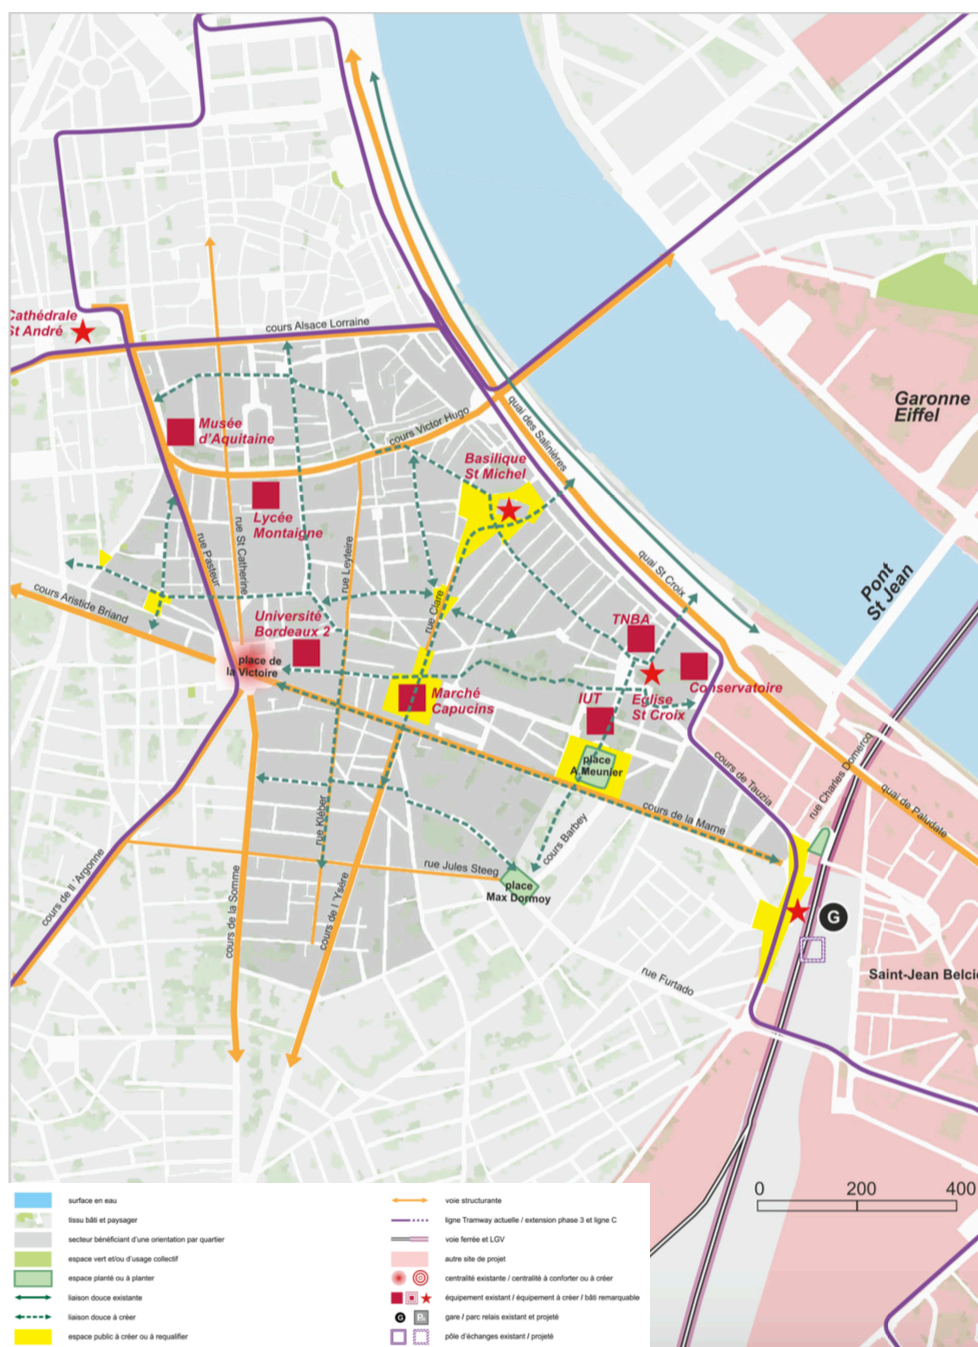 Cathédrale
St André
cours Alsace Lorraine
Garonne
Eiffel
Musée
d'Aquitaine
cours Victor Hugo
quai des Salinières
Basilique
St Michel
Lycée
Montaigne
rue Pasteur
rue St Catherine
rue Leyteire
quai St Croix
Pont
St Jean
cours Aristide Briand
Université
Bordeaux 2
rue Clare
TNBA
place de
la Victoire
Marché
Capucins
IUT
Eglise
St Croix
Conservatoire
place
A.Meunier
cours de Tauzia
rue Charles Domercq
quai de Paludate
cours de la Marne
rue Kléber
cours Barbey
rue Jules Steeg
place
Max Dormoy
cours de l'Argonne
cours de la Somme
cours de l 'Ysère
G
rue Furtado
Saint-Jean Belcie
0 200 400
surface en eau
tissu bâti et paysager
secteur bénéficiant d'une orientation par quartier
espace vert et/ou d'usage collectif
espace planté ou à planter
liaison douce existante
liaison douce à créer
espace public à créer ou à requalifier
voie structurante
ligne Tramway actuelle / extension phase 3 et ligne C
voie ferrée et LGV
autre site de projet
centralité existante / centralité à conforter ou à créer
équipement existant / équipement à créer / bâti remarquable
G gare / parc relais existant et projeté
pôle d'échanges existant / projeté